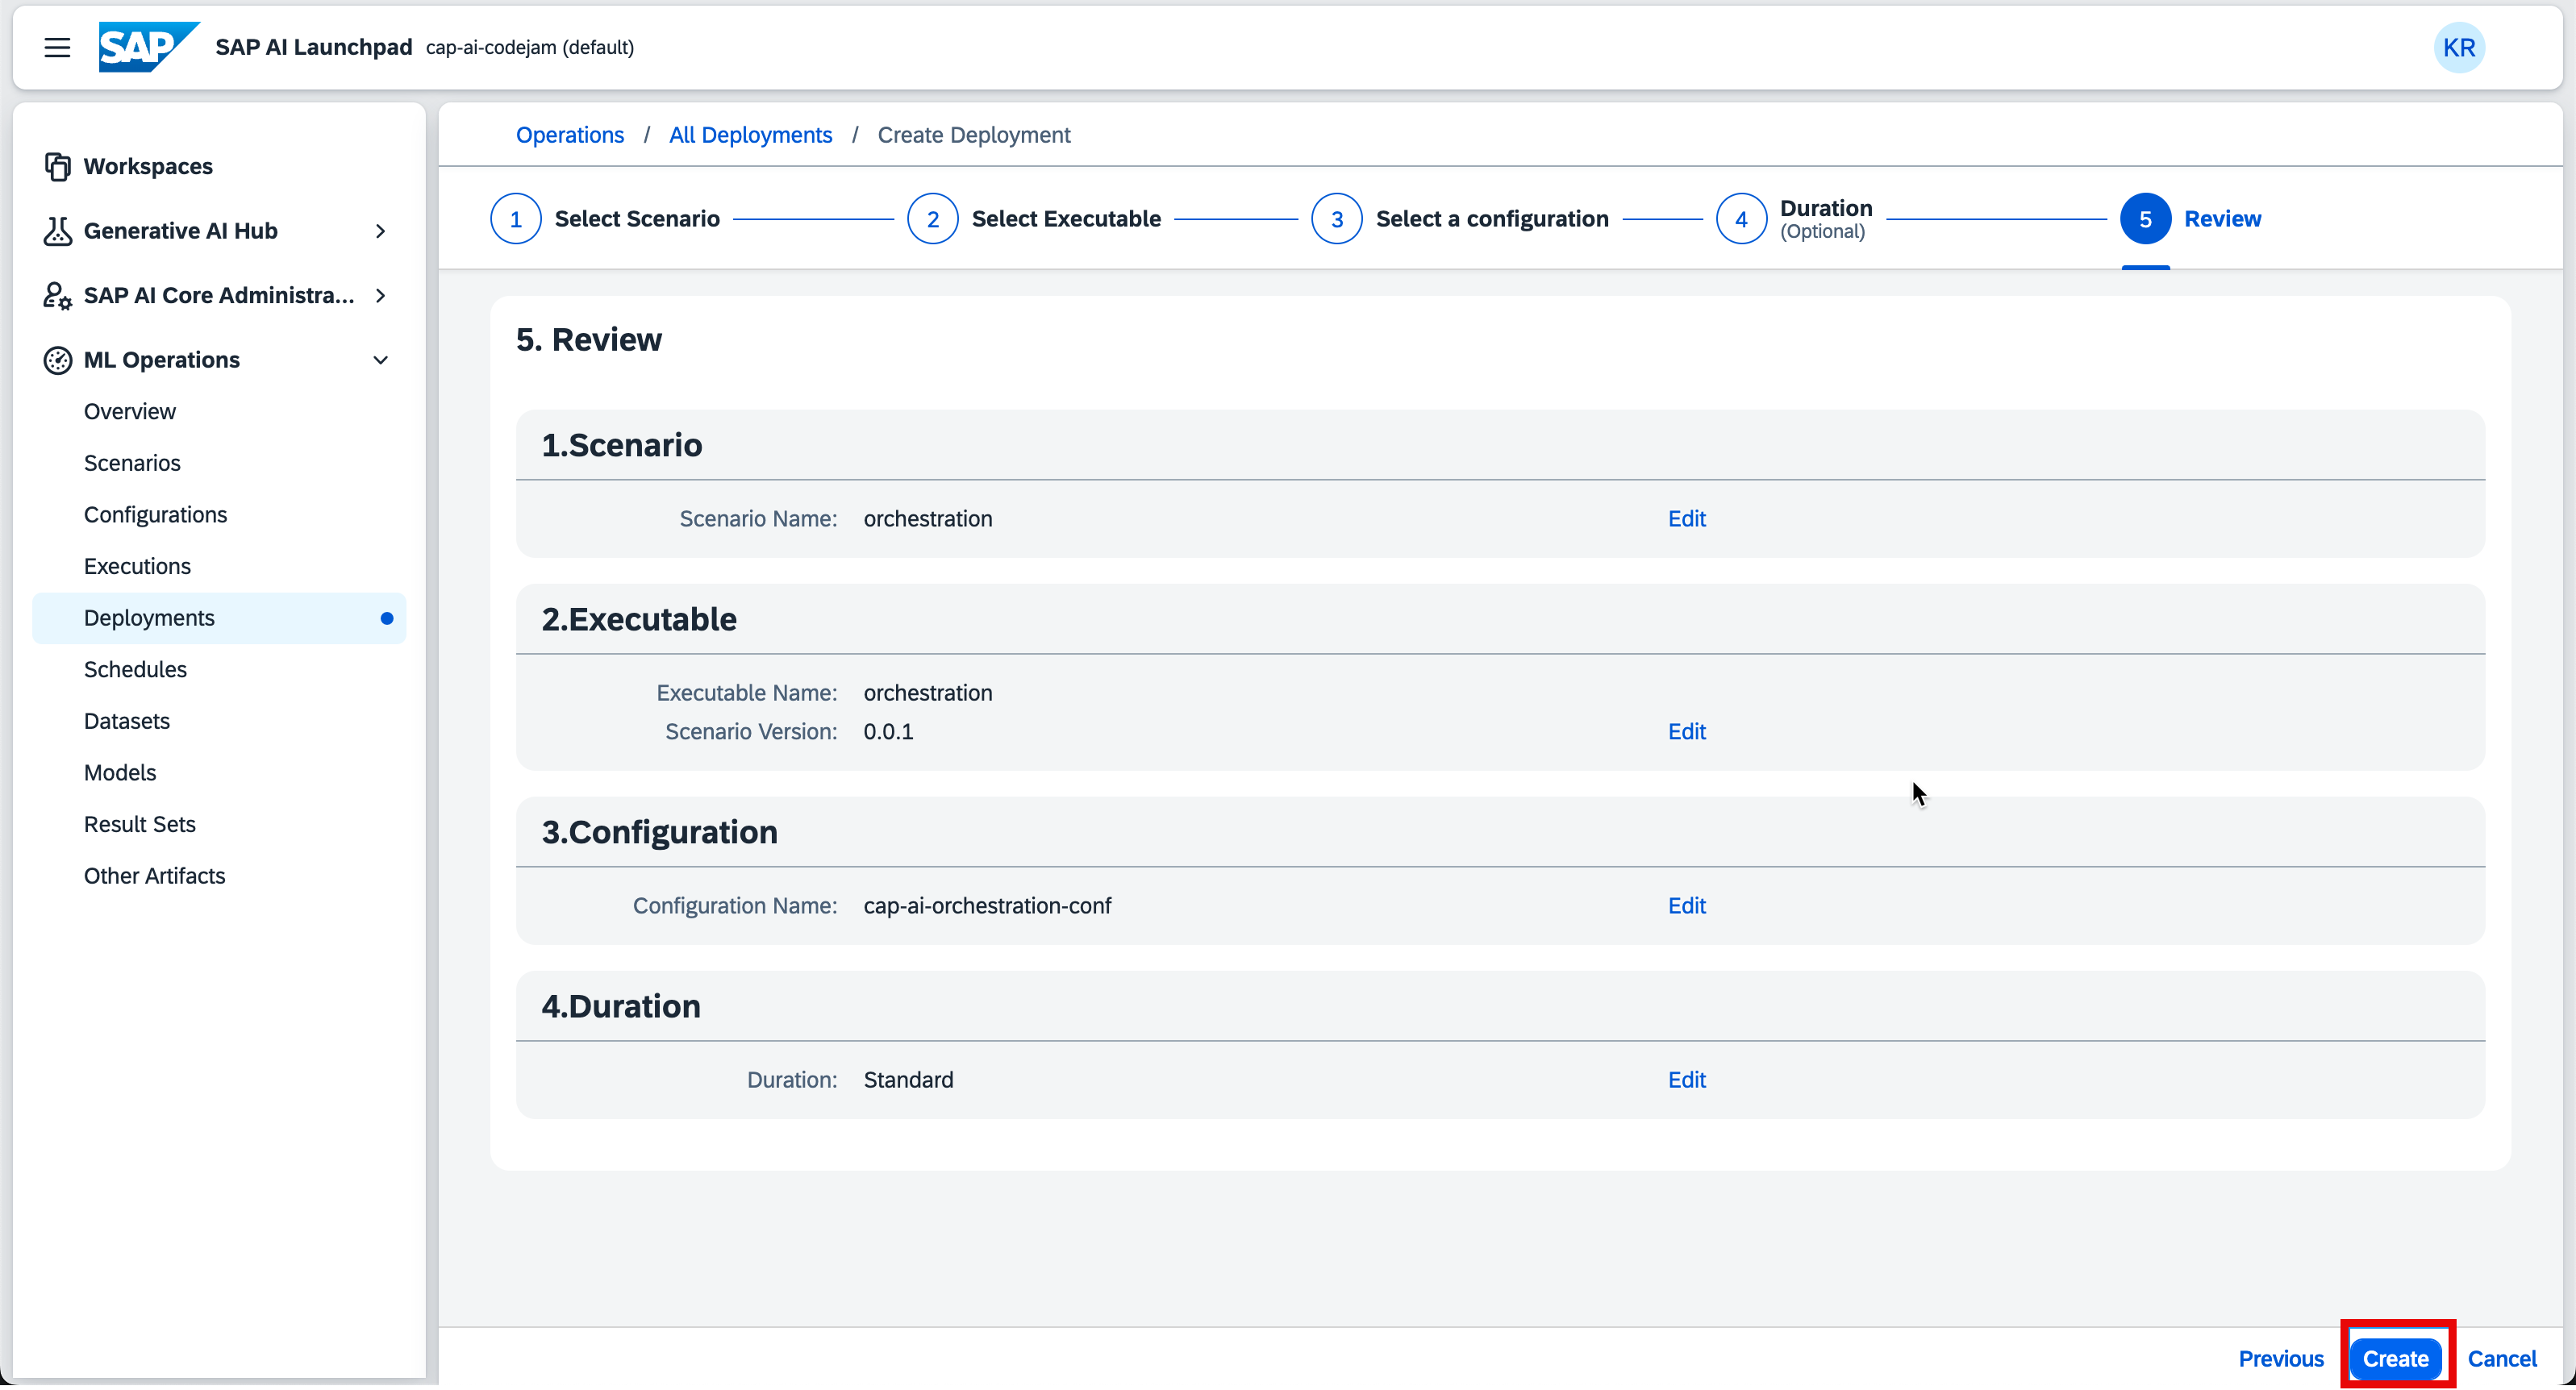 SAP SAP AI Launchpad cap-ai-codejam (default) KR
Workspaces
Generative AI Hub
SAP AI Core Administra...
ML Operations
Overview
Scenarios
Configurations
Executions
Deployments
Schedules
Datasets
Models
Result Sets
Other Artifacts
Operations / All Deployments / Create Deployment
1 Select Scenario 2 Select Executable 3 Select a configuration 4 Duration (Optional) 5 Review
5. Review
1.Scenario
Scenario Name: orchestration Edit
2.Executable
Executable Name: orchestration
Scenario Version: 0.0.1 Edit
3.Configuration
Configuration Name: cap-ai-orchestration-conf Edit
4.Duration
Duration: Standard Edit
Previous Create Cancel